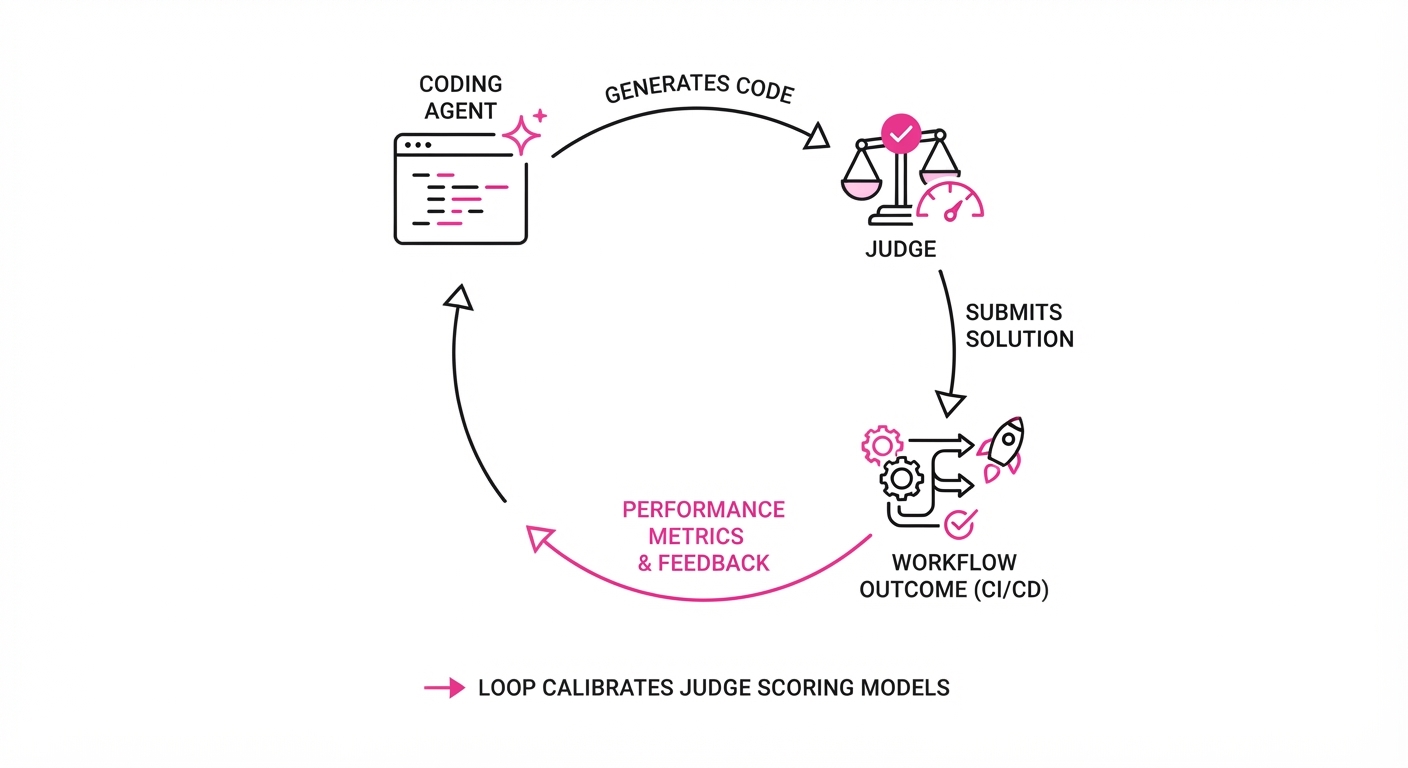 CODING
AGENT
GENERATES CODE
JUDGE
SUBMITS
SOLUTION
PERFORMANCE
METRICS
& FEEDBACK
WORKFLOW
OUTCOME (CI/CD)
LOOP CALIBRATES JUDGE SCORING MODELS